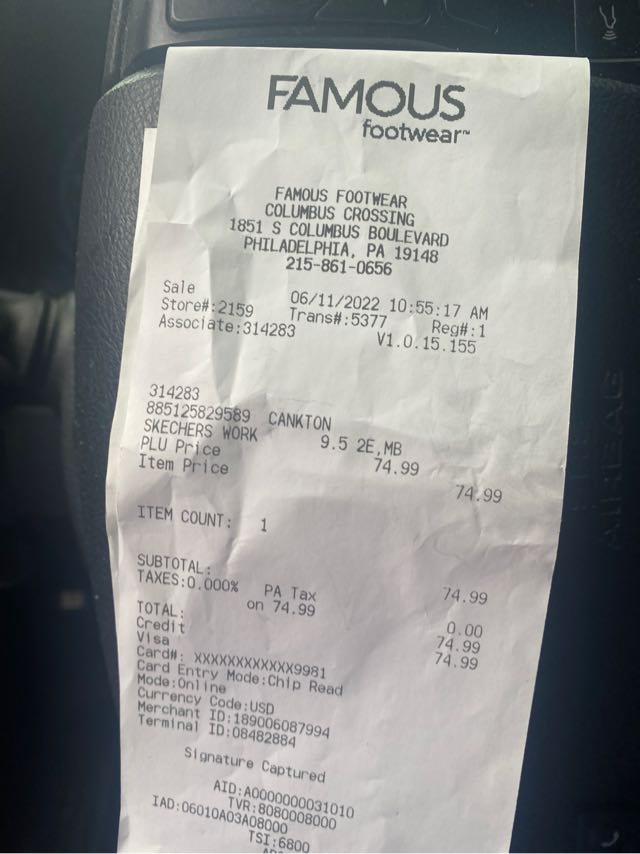 FAMOUS
footwear™
FAMOUS FOOTWEAR
COLUMBUS CROSSING
1851 S COLUMBUS BOULEVARD
PHILADELPHIA, PA 19148
215-861-0656
Sale 06/11/2022 10:55:17 AM
Store#:2159 Trans#:5377 Reg#:1
Associate:314283 V1.0.15.155
314283
885125829589 CANKTON
SKECHERS WORK 9.5 2E,MB
PLU Price 74.99
Item Price 74.99
ITEM COUNT: 1
SUBTOTAL: 74.99
TAXES:0.000% PA Tax
on 74.99 0.00
TOTAL: 74.99
Credit 74.99
Visa
Card#: XXXXXXXXXXXX9981
Card Entry Mode:Chip Read
Mode:Online
Currency Code:USD
Merchant ID:189006087994
Terminal ID:08482884
Signature Captured
AID:A0000000031010
TVR:8080008000
IAD:06010A03A08000
TSI:6800
AIRBAG